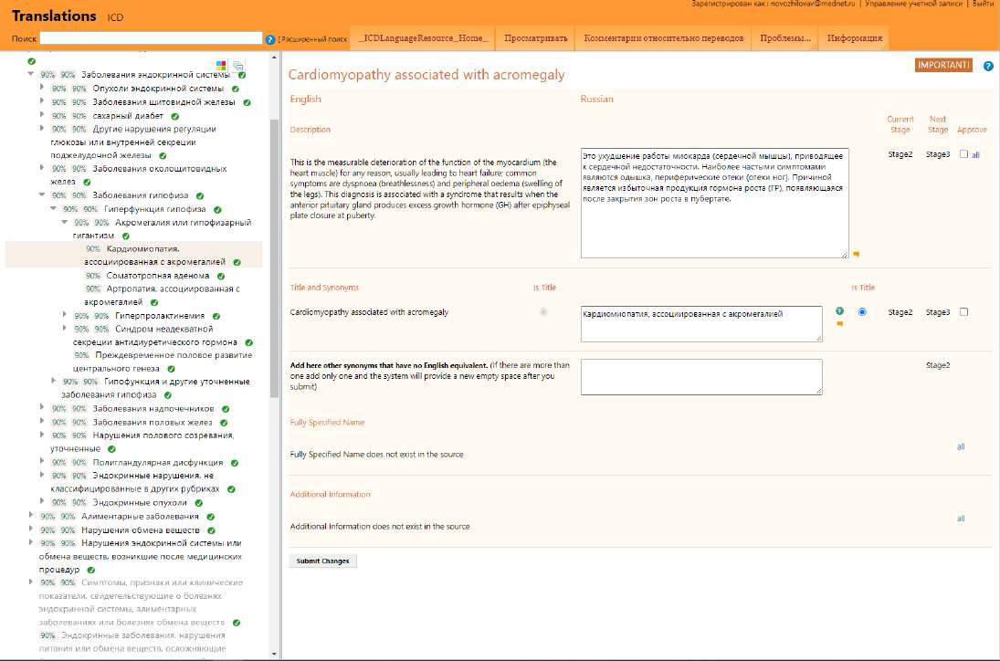 Translations ICD
Зарегистрирован как : novozhilovav@mednet.ru | Управление учетной записи | Выйти
Поиск
[ Расширенный поиск
_ICDLanguageResource_Home_
Просматривать
Комментарии относительно переводов
Проблемы...
Информация
90% 90% Заболевания эндокринной системы
90% 90% Опухоли эндокринной системы
90% 90% Заболевания щитовидной железы
90% 90% сахарный диабет
90% 90% Другие нарушения регуляции
глюкозы или внутренней секреции
поджелудочной железы
90% 90% Заболевания околощитовидных
желез
90% 90% Заболевания гипофиза
90% 90% Гиперфункция гипофиза
90% 90% Акромегалия или гипофизарный
гигантизм
90% Кардиомиопатия,
ассоциированная с акромегалией
90% Соматотропная аденома
90% Артропатия, ассоциированная с
акромегалией
90% 90% Гиперпролактинемия
90% 90% Синдром неадекватной
секреции антидиуретического гормона
90% Преждевременное половое развитие
центрального генеза
90% 90% Гипофункция и другие уточненные
заболевания гипофиза
90% 90% Заболевания надпочечников
90% 90% Заболевания половых желез
90% 90% Нарушения полового созревания,
уточненные
90% 90% Полигландулярная дисфункция
90% 90% Эндокринные нарушения, не
классифицированные в других рубриках
90% 90% Эндокринные опухоли
90% 90% Алиментарные заболевания
90% 90% Нарушения обмена веществ
90% 90% Нарушения эндокринной системы или
обмена веществ, возникшие после медицинских
процедур
90% 90% Симптомы, признаки или клинические
показатели, свидетельствующие о болезнях
эндокринной системы, алиментарных
заболеваниях или болезнях обмена веществ
90% Эндокринные заболевания, нарушения
питания или обмена веществ, осложняющие
Cardiomyopathy associated with acromegaly
IMPORTANT!
English
Russian
Description
Current
Stage
Next
Stage
Approve
This is the measurable deterioration of the function of the myocardium (the
heart muscle) for any reason, usually leading to heart failure; common
symptoms are dyspnoea (breathlessness) and peripheral oedema (swelling of
the legs). This diagnosis is associated with a syndrome that results when the
anterior pituitary gland produces excess growth hormone (GH) after epiphyseal
plate closure at puberty.
Это ухудшение работы миокарда (сердечной мышцы), приводящее
к сердечной недостаточности. Наиболее частыми симптомами
являются одышка, периферические отеки (отеки ног). Причиной
является избыточная продукция гормона роста (ГР), появляющаяся
после закрытия зон роста в пубертате.
Stage2
Stage3
all
Title and Synonyms
Is Title
Is Title
Cardiomyopathy associated with acromegaly
Кардиомиопатия, ассоциированная с акромегалией
Stage2
Stage3
Add here other synonyms that have no English equivalent. (If there are more
than one add only one and the system will provide a new empty space after you
submit)
Stage2
Fully Specified Name
Fully Specified Name does not exist in the source
all
Additional Information
Additional Information does not exist in the source
all
Submit Changes